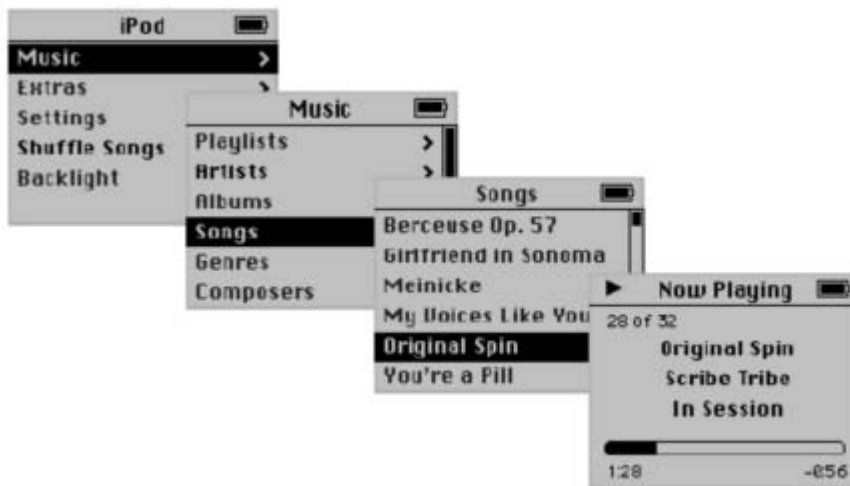 iPod
Music >
Extras >
Settings
Shuffle Songs
Backlight
Music
Playlists >
Artists >
Albums
Songs
Genres
Composers
Songs
Berceuse Op. 57
Girlfriend in Sonoma
Meinicke
My Voices Like You
Original Spin
You're a Pill
Now Playing
28 of 32
Original Spin
Scribe Tribe
In Session
1:28 -6:56